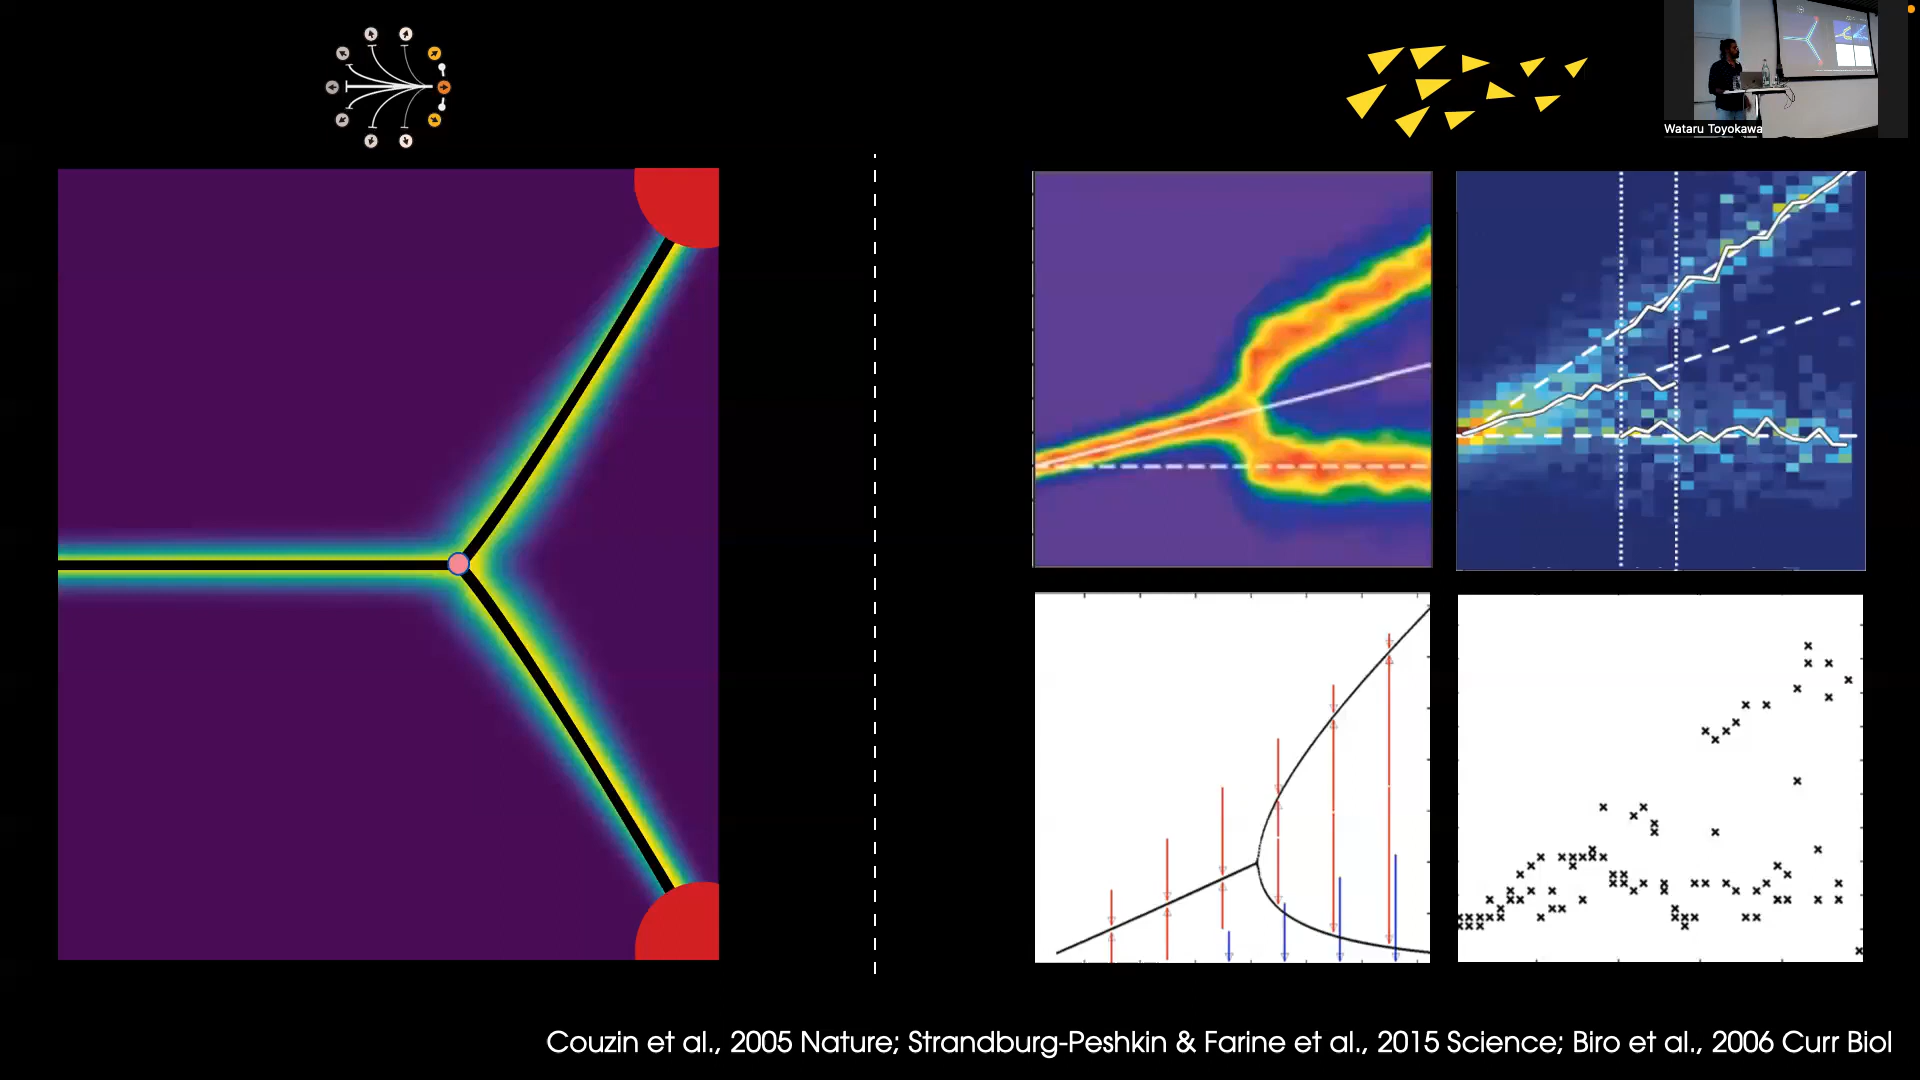 Wataru Toyokawa
Couzin et al., 2005 Nature; Strandburg-Peshkin & Farine et al., 2015 Science; Biro et al., 2006 Curr Biol